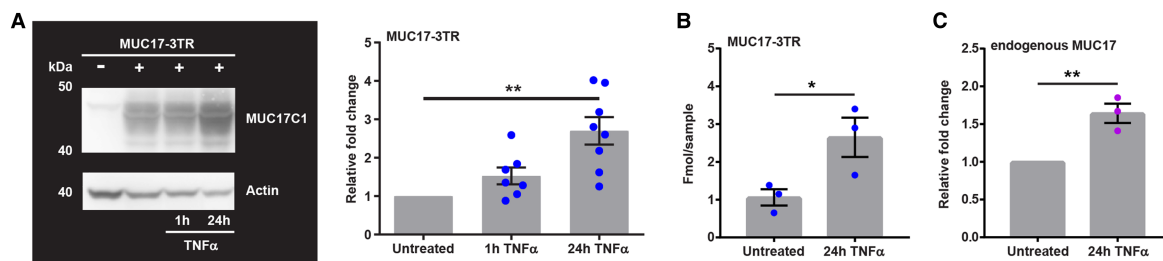 A
MUC17-3TR
kDa - + + +
50
MUC17C1
40
40 Actin
1h 24h
TNFα
MUC17-3TR
Relative fold change
5
4
3
2
1
0
**
Untreated 1h TNFα 24h TNFα
B
MUC17-3TR
Fmol/sample
5
4
3
2
1
0
*
Untreated 24h TNFα
C
endogenous MUC17
Relative fold change
2.5
2.0
1.5
1.0
0.5
0.0
**
Untreated 24h TNFα